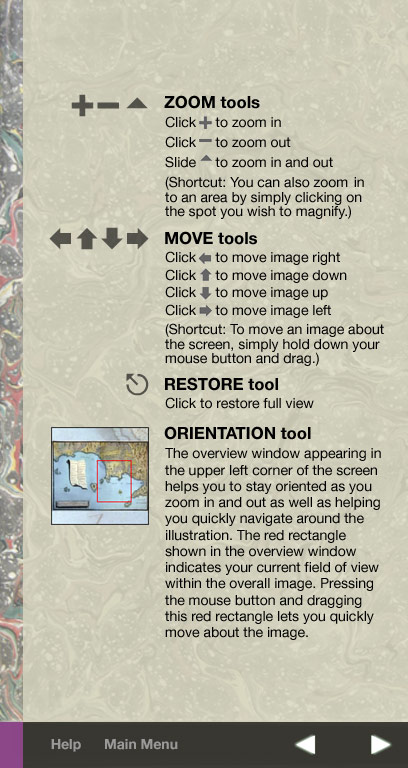 ZOOM tools
Click to zoom in
Click to zoom out
Slide to zoom in and out
(Shortcut: You can also zoom in
to an area by simply clicking on
the spot you wish to magnify.)
MOVE tools
Click to move image right
Click to move image down
Click to move image up
Click to move image left
(Shortcut: To move an image about
the screen, simply hold down your
mouse button and drag.)
RESTORE tool
Click to restore full view
ORIENTATION tool
The overview window appearing in
the upper left corner of the screen
helps you to stay oriented as you
zoom in and out as well as helping
you quickly navigate around the
illustration. The red rectangle
shown in the overview window
indicates your current field of view
within the overall image. Pressing
the mouse button and dragging
this red rectangle lets you quickly
move about the image.
Help Main Menu